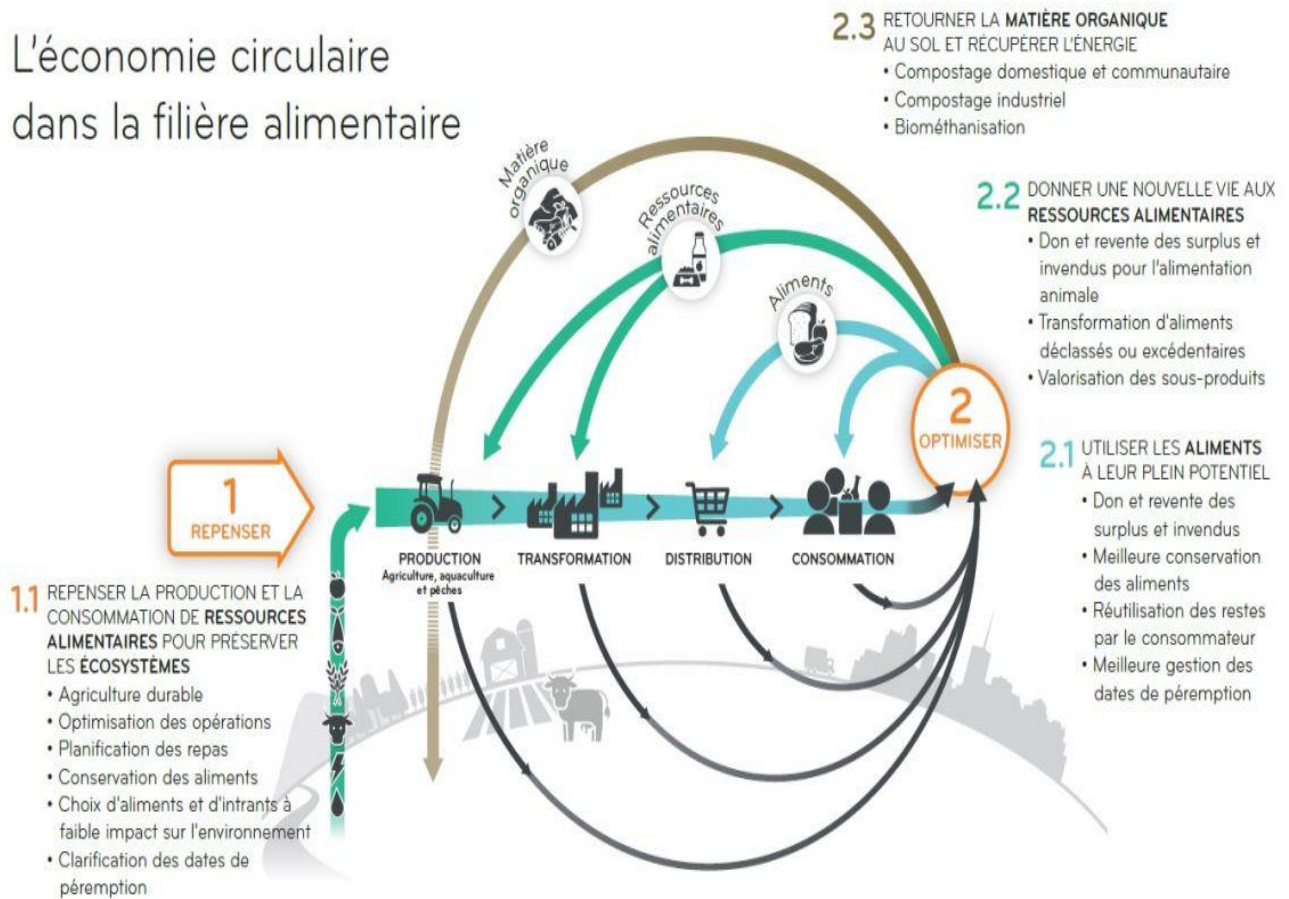 L'économie circulaire
dans la filière alimentaire
2.3 RETOURNER LA MATIÈRE ORGANIQUE
AU SOL ET RÉCUPÉRER L'ÉNERGIE
• Compostage domestique et communautaire
• Compostage industriel
• Biométhanisation
2.2 DONNER UNE NOUVELLE VIE AUX
RESSOURCES ALIMENTAIRES
• Don et revente des surplus et
invendus pour l'alimentation
animale
• Transformation d'aliments
déclassés ou excédentaires
• Valorisation des sous-produits
2.1 UTILISER LES ALIMENTS
À LEUR PLEIN POTENTIEL
• Don et revente des
surplus et invendus
• Meilleure conservation
des aliments
• Réutilisation des restes
par le consommateur
• Meilleure gestion des
dates de péremption
Matière
organique
Ressources
alimentaires
Aliments
2
OPTIMISER
1
REPENSER
PRODUCTION
Agriculture, aquaculture
et pêches
TRANSFORMATION
DISTRIBUTION
CONSOMMATION
1.1 REPENSER LA PRODUCTION ET LA
CONSOMMATION DE RESSOURCES
ALIMENTAIRES POUR PRÉSERVER
LES ÉCOSYSTÈMES
• Agriculture durable
• Optimisation des opérations
• Planification des repas
• Conservation des aliments
• Choix d'aliments et d'intrants à
faible impact sur l'environnement
• Clarification des dates de
péremption